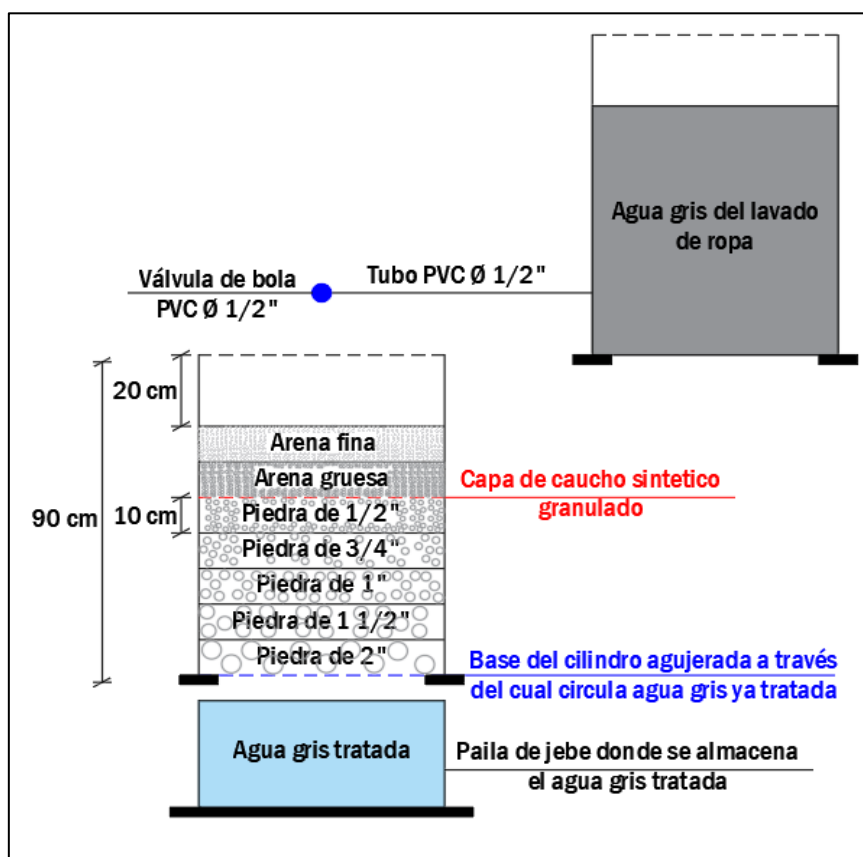 Agua gris del lavado
de ropa
Válvula de bola
PVC Ø 1/2"
Tubo PVC Ø 1/2"
20 cm
Arena fina
Arena gruesa
Capa de caucho sintetico
granulado
90 cm
10 cm
Piedra de 1/2"
Piedra de 3/4"
Piedra de 1"
Piedra de 1 1/2"
Piedra de 2"
Base del cilindro agujerada a través
del cual circula agua gris ya tratada
Agua gris tratada
Paila de jebe donde se almacena
el agua gris tratada